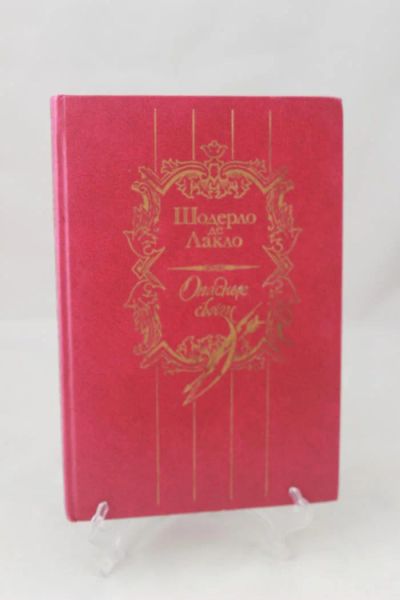 Шодерло
де
Лакло
Опасные
связи